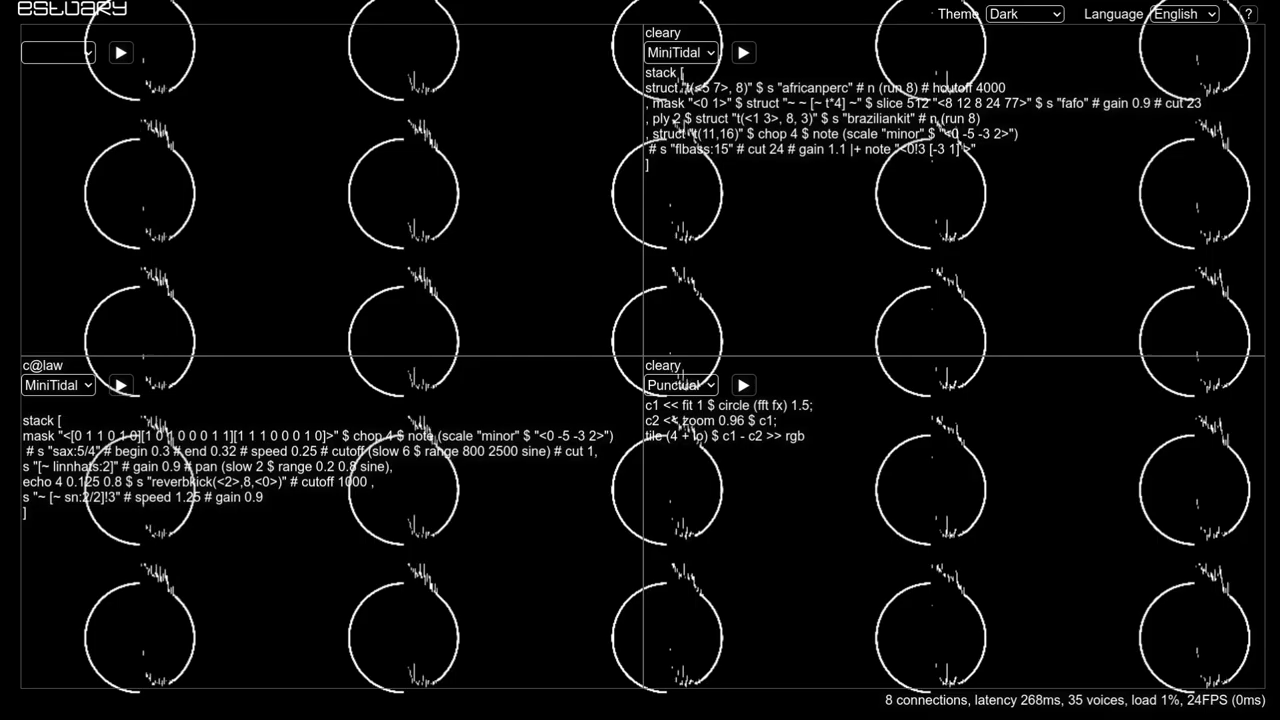 estuary
Theme Dark Language English ?
cleary
MiniTidal
stack [
struct "t(<5 7>, 8)" $ s "africanperc" # n (run 8) # hcutoff 4000
, mask "<0 1>" $ struct "~ ~ [~ t*4] ~" $ slice 512 "<8 12 8 24 77>" $ s "fafo" # gain 0.9 # cut 23
, ply 2 $ struct "t(<1 3>, 8, 3)" $ s "braziliankit" # n (run 8)
, struct "t(11,16)" $ chop 4 $ note (scale "minor" $ "<0 -5 -3 2>")
# s "flbass:15" # cut 24 # gain 1.1 |+ note "<0!3 [-3 1]>"
]
c@law
MiniTidal
stack [
mask "<[0 1 1 0 1 0][1 0 1 0 0 0 1 1][1 1 1 0 0 0 1 0]>" $ chop 4 $ note (scale "minor" $ "<0 -5 -3 2>")
# s "sax:5/4" # begin 0.3 # end 0.32 # speed 0.25 # cutoff (slow 6 $ range 800 2500 sine) # cut 1,
s "[~ linnhats:2]" # gain 0.9 # pan (slow 2 $ range 0.2 0.8 sine),
echo 4 0.125 0.8 $ s "reverbkick(<2>,8,<0>)" # cutoff 1000 ,
s "~ [~ sn:2/2]!3" # speed 1.25 # gain 0.9
]
cleary
Punctual
c1 << fit 1 $ circle (fft fx) 1.5;
c2 << zoom 0.96 $ c1;
tile (4 + lo) $ c1 - c2 >> rgb
8 connections, latency 268ms, 35 voices, load 1%, 24FPS (0ms)